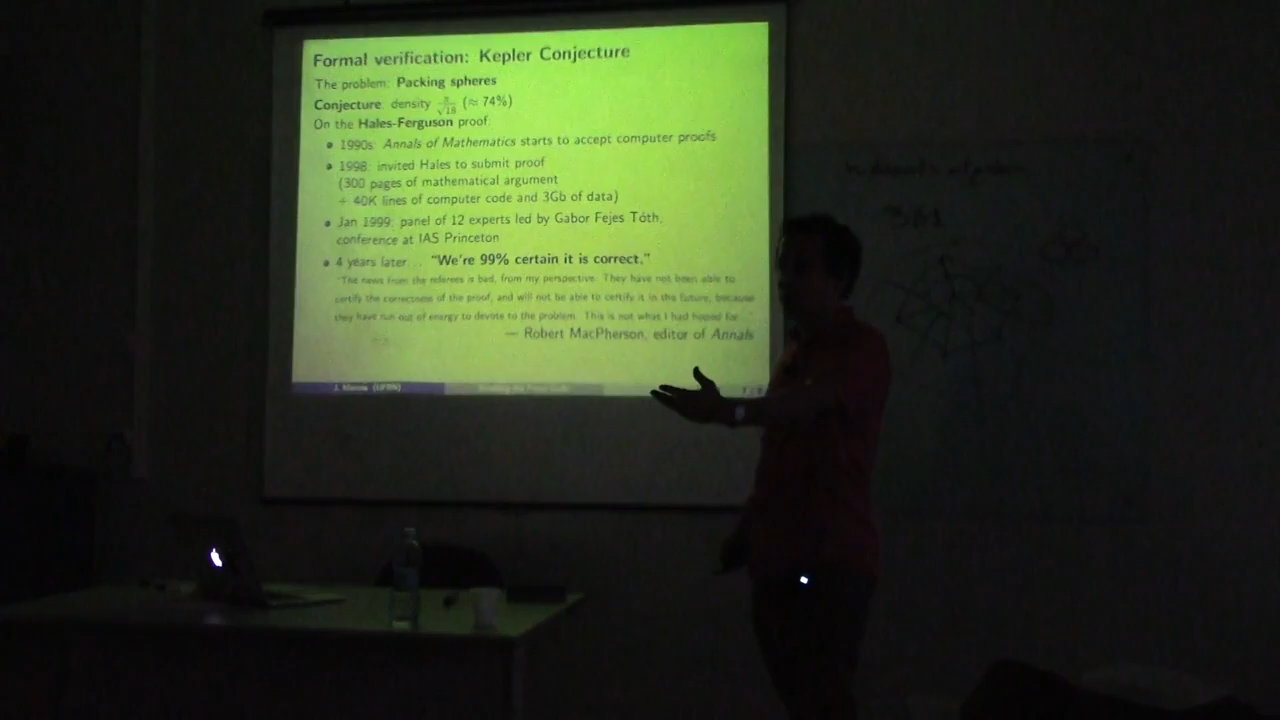 Formal verification: Kepler Conjecture
The problem: Packing spheres
Conjecture: density π/√18 (≈ 74%)
On the Hales-Ferguson proof:
1990s: Annals of Mathematics starts to accept computer proofs
1998: invited Hales to submit proof
(300 pages of mathematical argument
+ 40K lines of computer code and 3Gb of data)
Jan 1999: panel of 12 experts led by Gabor Fejes Tóth,
conference at IAS Princeton
4 years later... "We're 99% certain it is correct."
"The news from the referees is bad, from my perspective. They have not been able to
certify the correctness of the proof, and will not be able to certify it in the future, because
they have run out of energy to devote to the problem. This is not what I had hoped for.
— Robert MacPherson, editor of Annals
J. Marcos (UFRN)